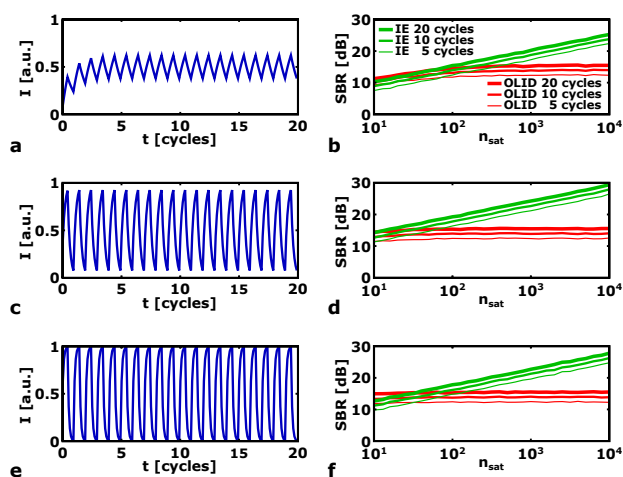 1
0.5
0
I [a.u.]
0 5 10 15 20
t [cycles]
a
30
20
10
0
SBR [dB]
IE 20 cycles
IE 10 cycles
IE 5 cycles
OLID 20 cycles
OLID 10 cycles
OLID 5 cycles
10^1 10^2 10^3 10^4
n_sat
b
1
0.5
0
I [a.u.]
0 5 10 15 20
t [cycles]
c
30
20
10
0
SBR [dB]
10^1 10^2 10^3 10^4
n_sat
d
1
0.5
0
I [a.u.]
0 5 10 15 20
t [cycles]
e
30
20
10
0
SBR [dB]
10^1 10^2 10^3 10^4
n_sat
f